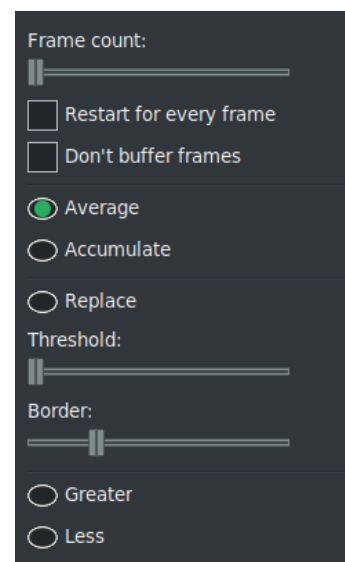 Frame count:
Restart for every frame
Don't buffer frames
Average
Accumulate
Replace
Threshold:
Border:
Greater
Less